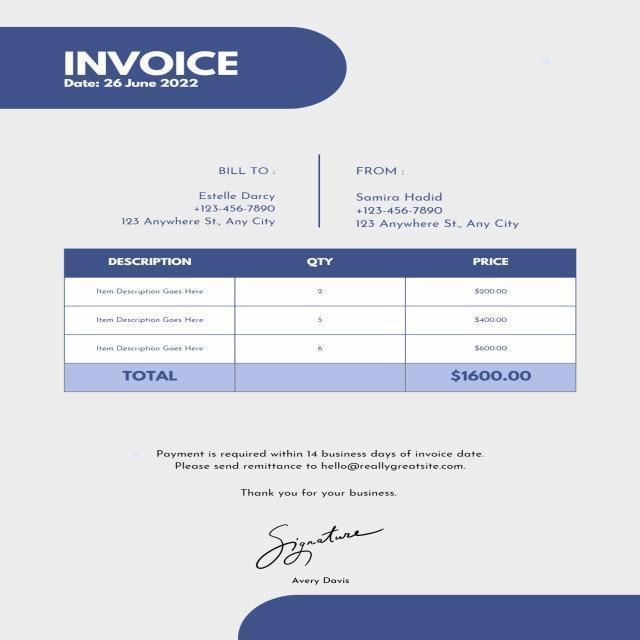 INVOICE
Date: 26 June 2022
BILL TO :
Estelle Darcy
+123-456-7890
123 Anywhere St., Any City
FROM :
Samira Hadid
+123-456-7890
123 Anywhere St., Any City
DESCRIPTION QTY PRICE
Item Description Goes Here 2 $200.00
Item Description Goes Here 5 $400.00
Item Description Goes Here 6 $600.00
TOTAL $1600.00
Payment is required within 14 business days of invoice date.
Please send remittance to hello@reallygreatsite.com.
Thank you for your business.
Signature
Avery Davis